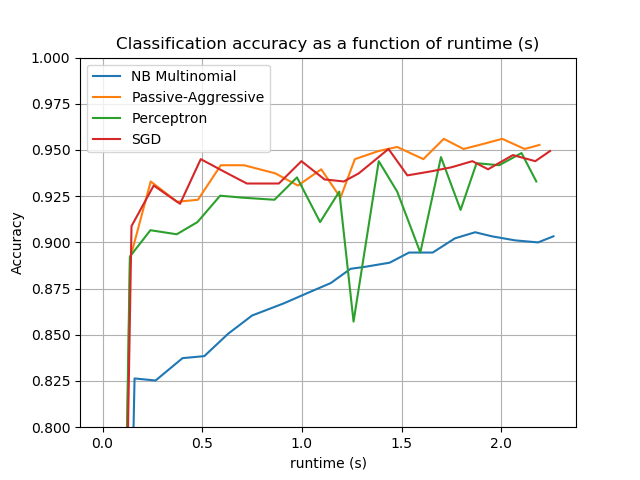 Classification accuracy as a function of runtime (s)
1.000
0.975
0.950
0.925
0.900
0.875
0.850
0.825
0.800
Accuracy
NB Multinomial
Passive-Aggressive
Perceptron
SGD
0.0 0.5 1.0 1.5 2.0
runtime (s)